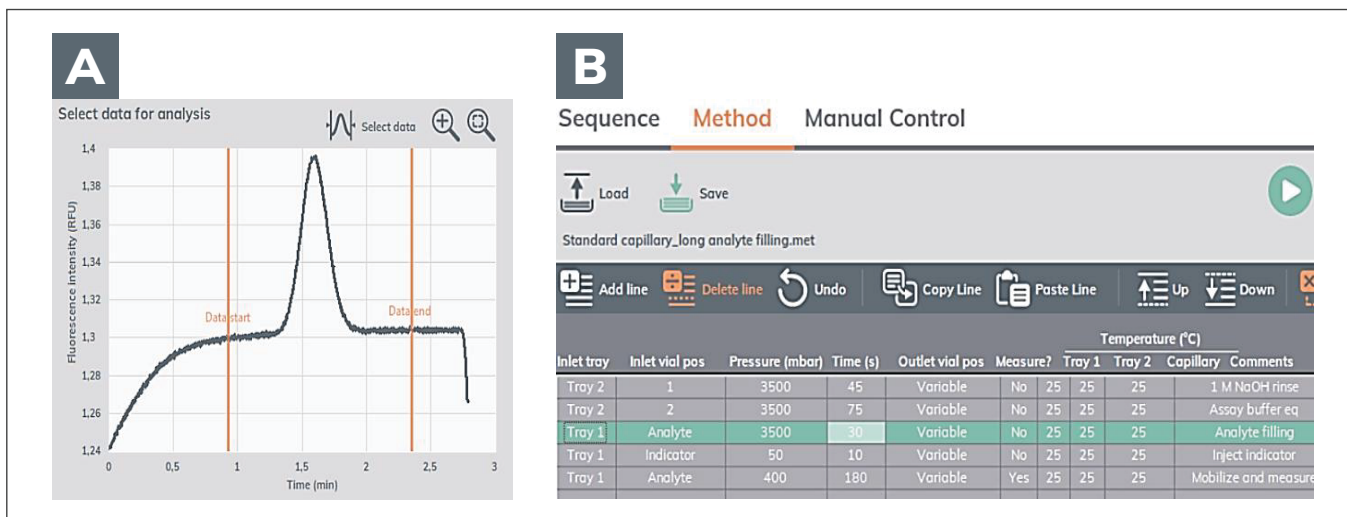 A
Select data for analysis
Select data
1,4
1,38
1,36
1,34
1,32
1,3
1,28
1,26
1,24
Fluorescence intensity (RFU)
Data start
Data end
0 0,5 1 1,5 2 2,5 3
Time (min)
B
Sequence Method Manual Control
Load Save
Standard capillary_long analyte filling.met
Add line Delete line Undo Copy Line Paste Line Up Down
Temperature (°C)
Inlet tray Inlet vial pos Pressure (mbar) Time (s) Outlet vial pos Measure? Tray 1 Tray 2 Capillary Comments
Tray 2 1 3500 45 Variable No 25 25 25 1 M NaOH rinse
Tray 2 2 3500 75 Variable No 25 25 25 Assay buffer eq
Tray 1 Analyte 3500 30 Variable No 25 25 25 Analyte filling
Tray 1 Indicator 50 10 Variable No 25 25 25 Inject indicator
Tray 1 Analyte 400 180 Variable Yes 25 25 25 Mobilize and measure